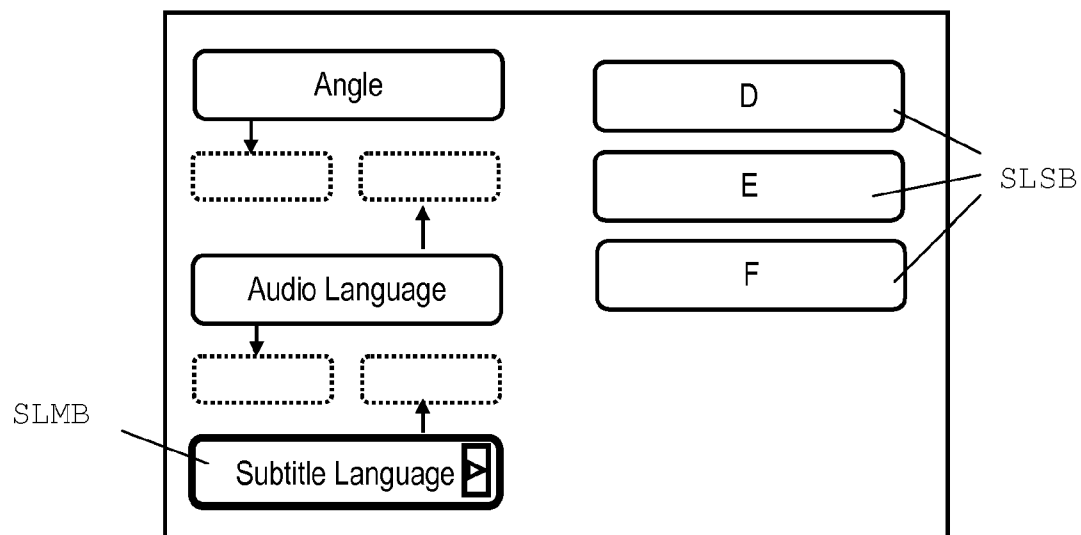 Angle
D
E
SLSB
Audio Language
F
SLMB
Subtitle Language